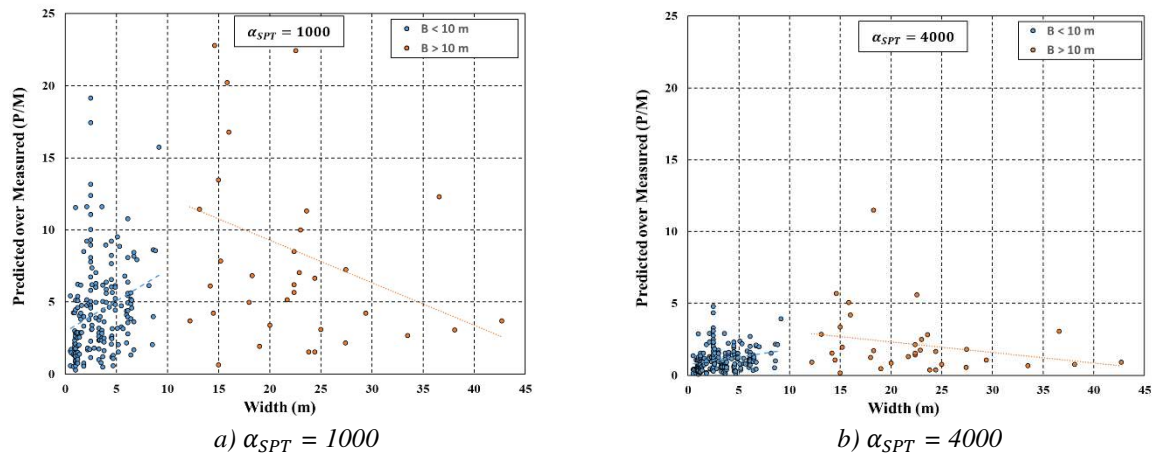 25
20
15
10
5
0
Predicted over Measured (P/M)
α_SPT = 1000
B < 10 m
B > 10 m
0 5 10 15 20 25 30 35 40 45
Width (m)
a) α_SPT = 1000
25
20
15
10
5
0
Predicted over Measured (P/M)
α_SPT = 4000
B < 10 m
B > 10 m
0 5 10 15 20 25 30 35 40 45
Width (m)
b) α_SPT = 4000